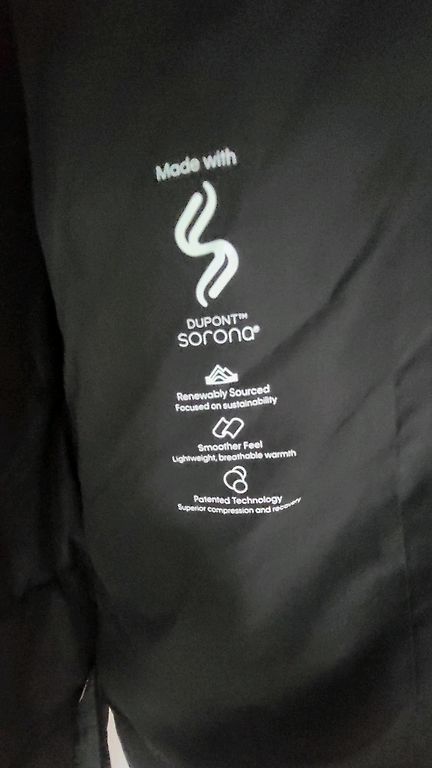 Made with
DUPONT™
sorona®
Renewably Sourced
Focused on sustainability
Smoother Feel
Lightweight, breathable warmth
Patented Technology
Superior compression and recovery